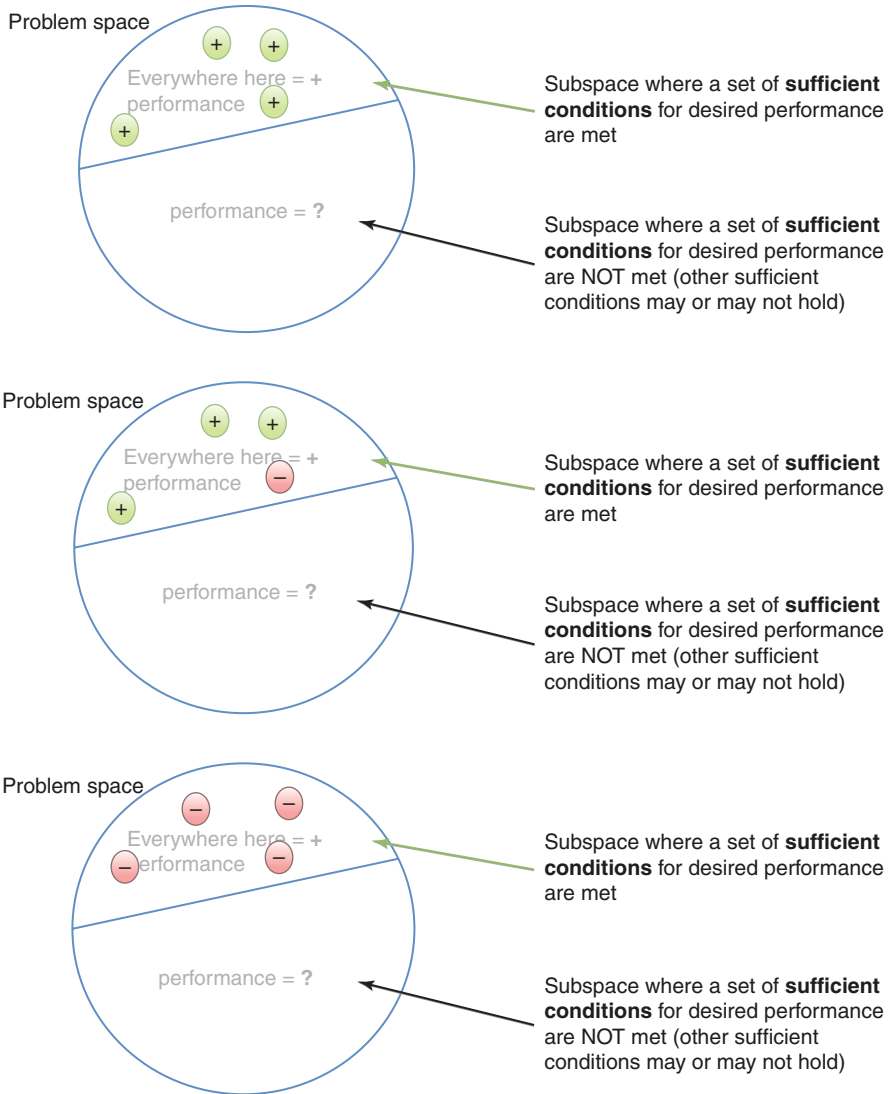 Problem space
+ +
Everywhere here = +
performance +
+
performance = ?
Subspace where a set of sufficient
conditions for desired performance
are met
Subspace where a set of sufficient
conditions for desired performance
are NOT met (other sufficient
conditions may or may not hold)
Problem space
+ +
Everywhere here = +
performance −
+
performance = ?
Subspace where a set of sufficient
conditions for desired performance
are met
Subspace where a set of sufficient
conditions for desired performance
are NOT met (other sufficient
conditions may or may not hold)
Problem space
− −
Everywhere here = +
− erformance −
performance = ?
Subspace where a set of sufficient
conditions for desired performance
are met
Subspace where a set of sufficient
conditions for desired performance
are NOT met (other sufficient
conditions may or may not hold)